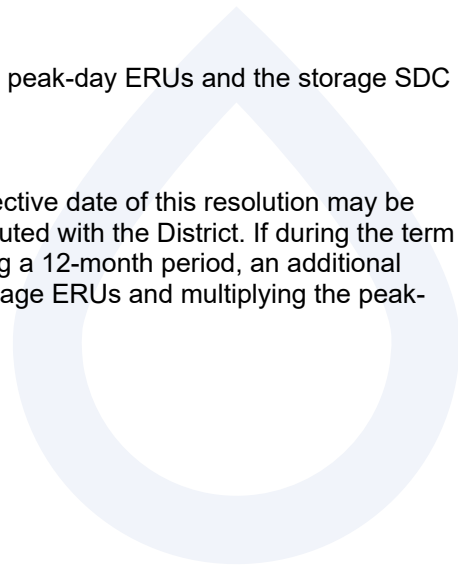 peak-day ERUs and the storage SDC
ective date of this resolution may be
uted with the District. If during the term
g a 12-month period, an additional
age ERUs and multiplying the peak-